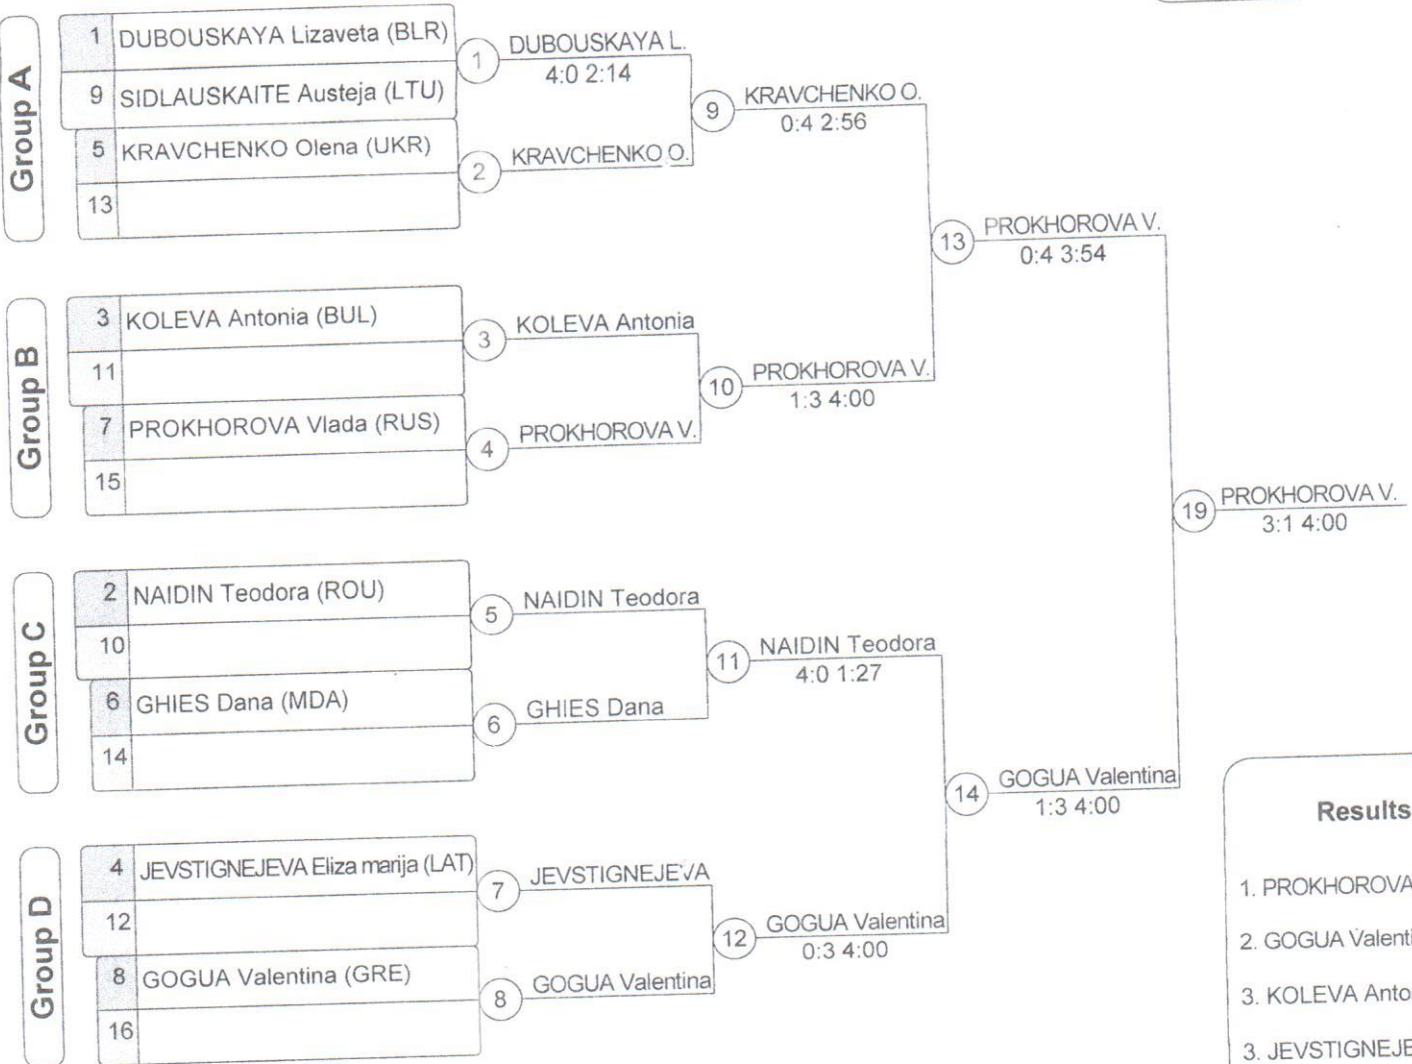 Group A
1 DUBOUSKAYA Lizaveta (BLR)
9 SIDLAUSKAITE Austeja (LTU)
5 KRAVCHENKO Olena (UKR)
13
1 DUBOUSKAYA L.
4:0 2:14
2 KRAVCHENKO O.
9 KRAVCHENKO O.
0:4 2:56
13 PROKHOROVA V.
0:4 3:54
Group B
3 KOLEVA Antonia (BUL)
11
7 PROKHOROVA Vlada (RUS)
15
3 KOLEVA Antonia
4 PROKHOROVA V.
10 PROKHOROVA V.
1:3 4:00
19 PROKHOROVA V.
3:1 4:00
Group C
2 NAIDIN Teodora (ROU)
10
6 GHIES Dana (MDA)
14
5 NAIDIN Teodora
6 GHIES Dana
11 NAIDIN Teodora
4:0 1:27
14 GOGUA Valentina
1:3 4:00
Group D
4 JEVSTIGNEJEVA Eliza marija (LAT)
12
8 GOGUA Valentina (GRE)
16
7 JEVSTIGNEJEVA
8 GOGUA Valentina
12 GOGUA Valentina
0:3 4:00
Results
1. PROKHOROVA
2. GOGUA Valenti
3. KOLEVA Anto
3. JEVSTIGNEJE